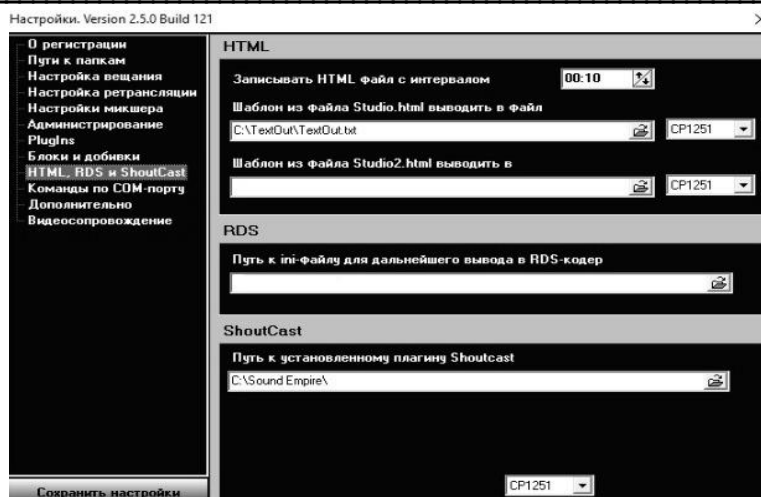 Настройки. Version 2.5.0 Build 121
О регистрации
Пути к папкам
Настройка вещания
Настройка ретрансляции
Настройки микшера
Администрирование
PlugIns
Блоки и добивки
HTML, RDS и ShoutCast
Команды по COM-порту
Дополнительно
Видеосопровождение
Сохранить настройки
HTML
Записывать HTML файл с интервалом 00:10
Шаблон из файла Studio.html выводить в файл
C:\TextOut\TextOut.txt CP1251
Шаблон из файла Studio2.html выводить в
CP1251
RDS
Путь к ini-файлу для дальнейшего вывода в RDS-кодер
ShoutCast
Путь к установленному плагину Shoutcast
C:\Sound Empire\
CP1251